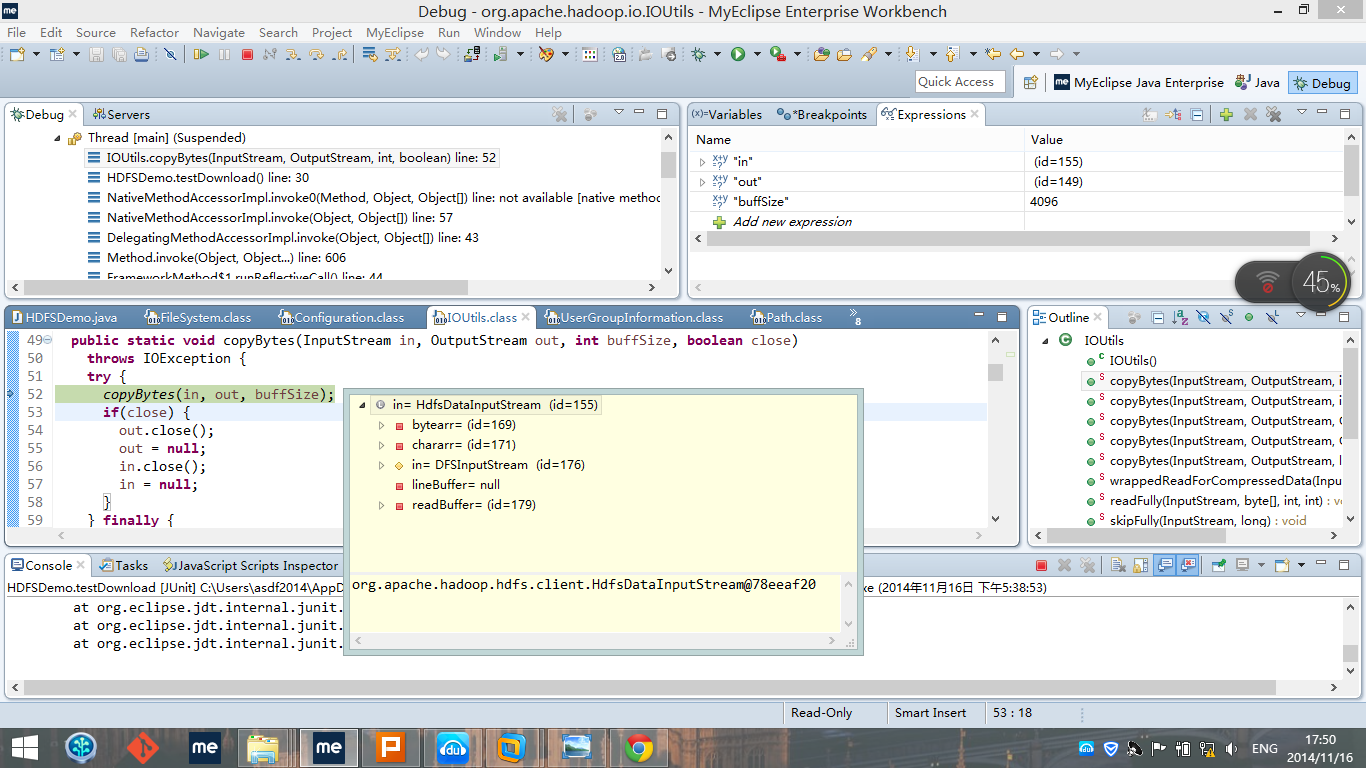 Debug - org.apache.hadoop.io.IOUtils - MyEclipse Enterprise Workbench
File Edit Source Refactor Navigate Search Project MyEclipse Run Window Help
Quick Access
MyEclipse Java Enterprise
Java
Debug
Debug
Servers
Thread [main] (Suspended)
IOUtils.copyBytes(InputStream, OutputStream, int, boolean) line: 52
HDFSDemo.testDownload() line: 30
NativeMethodAccessorImpl.invoke0(Method, Object, Object[]) line: not available [native metho
NativeMethodAccessorImpl.invoke(Object, Object[]) line: 57
DelegatingMethodAccessorImpl.invoke(Object, Object[]) line: 43
Method.invoke(Object, Object...) line: 606
FrameworkMethod$1.runReflectiveCall() line: 44
(x)=Variables
*Breakpoints
Expressions
Name Value
"in" (id=155)
"out" (id=149)
"buffSize" 4096
Add new expression
45%
HDFSDemo.java
FileSystem.class
Configuration.class
IOUtils.class
UserGroupInformation.class
Path.class
»8
49 public static void copyBytes(InputStream in, OutputStream out, int buffSize, boolean close)
50 throws IOException {
51 try {
52 copyBytes(in, out, buffSize);
53 if(close) {
54 out.close();
55 out = null;
56 in.close();
57 in = null;
58 }
59 } finally {
in= HdfsDataInputStream (id=155)
bytearr= (id=169)
chararr= (id=171)
in= DFSInputStream (id=176)
lineBuffer= null
readBuffer= (id=179)
org.apache.hadoop.hdfs.client.HdfsDataInputStream@78eeaf20
Outline
IOUtils
IOUtils()
copyBytes(InputStream, OutputStream, i
copyBytes(InputStream, OutputStream, i
copyBytes(InputStream, OutputStream, C
copyBytes(InputStream, OutputStream, C
copyBytes(InputStream, OutputStream, l
wrappedReadForCompressedData(Inpu
readFully(InputStream, byte[], int, int) : vo
skipFully(InputStream, long) : void
Console
Tasks
JavaScript Scripts Inspector
HDFSDemo.testDownload [JUnit] C:\Users\asdf2014\AppD
xe (2014年11月16日 下午5:38:53)
at org.eclipse.jdt.internal.junit.
at org.eclipse.jdt.internal.junit.
at org.eclipse.jdt.internal.junit.
Read-Only
Smart Insert
53 : 18
me
me
P
du
ENG
17:50
2014/11/16